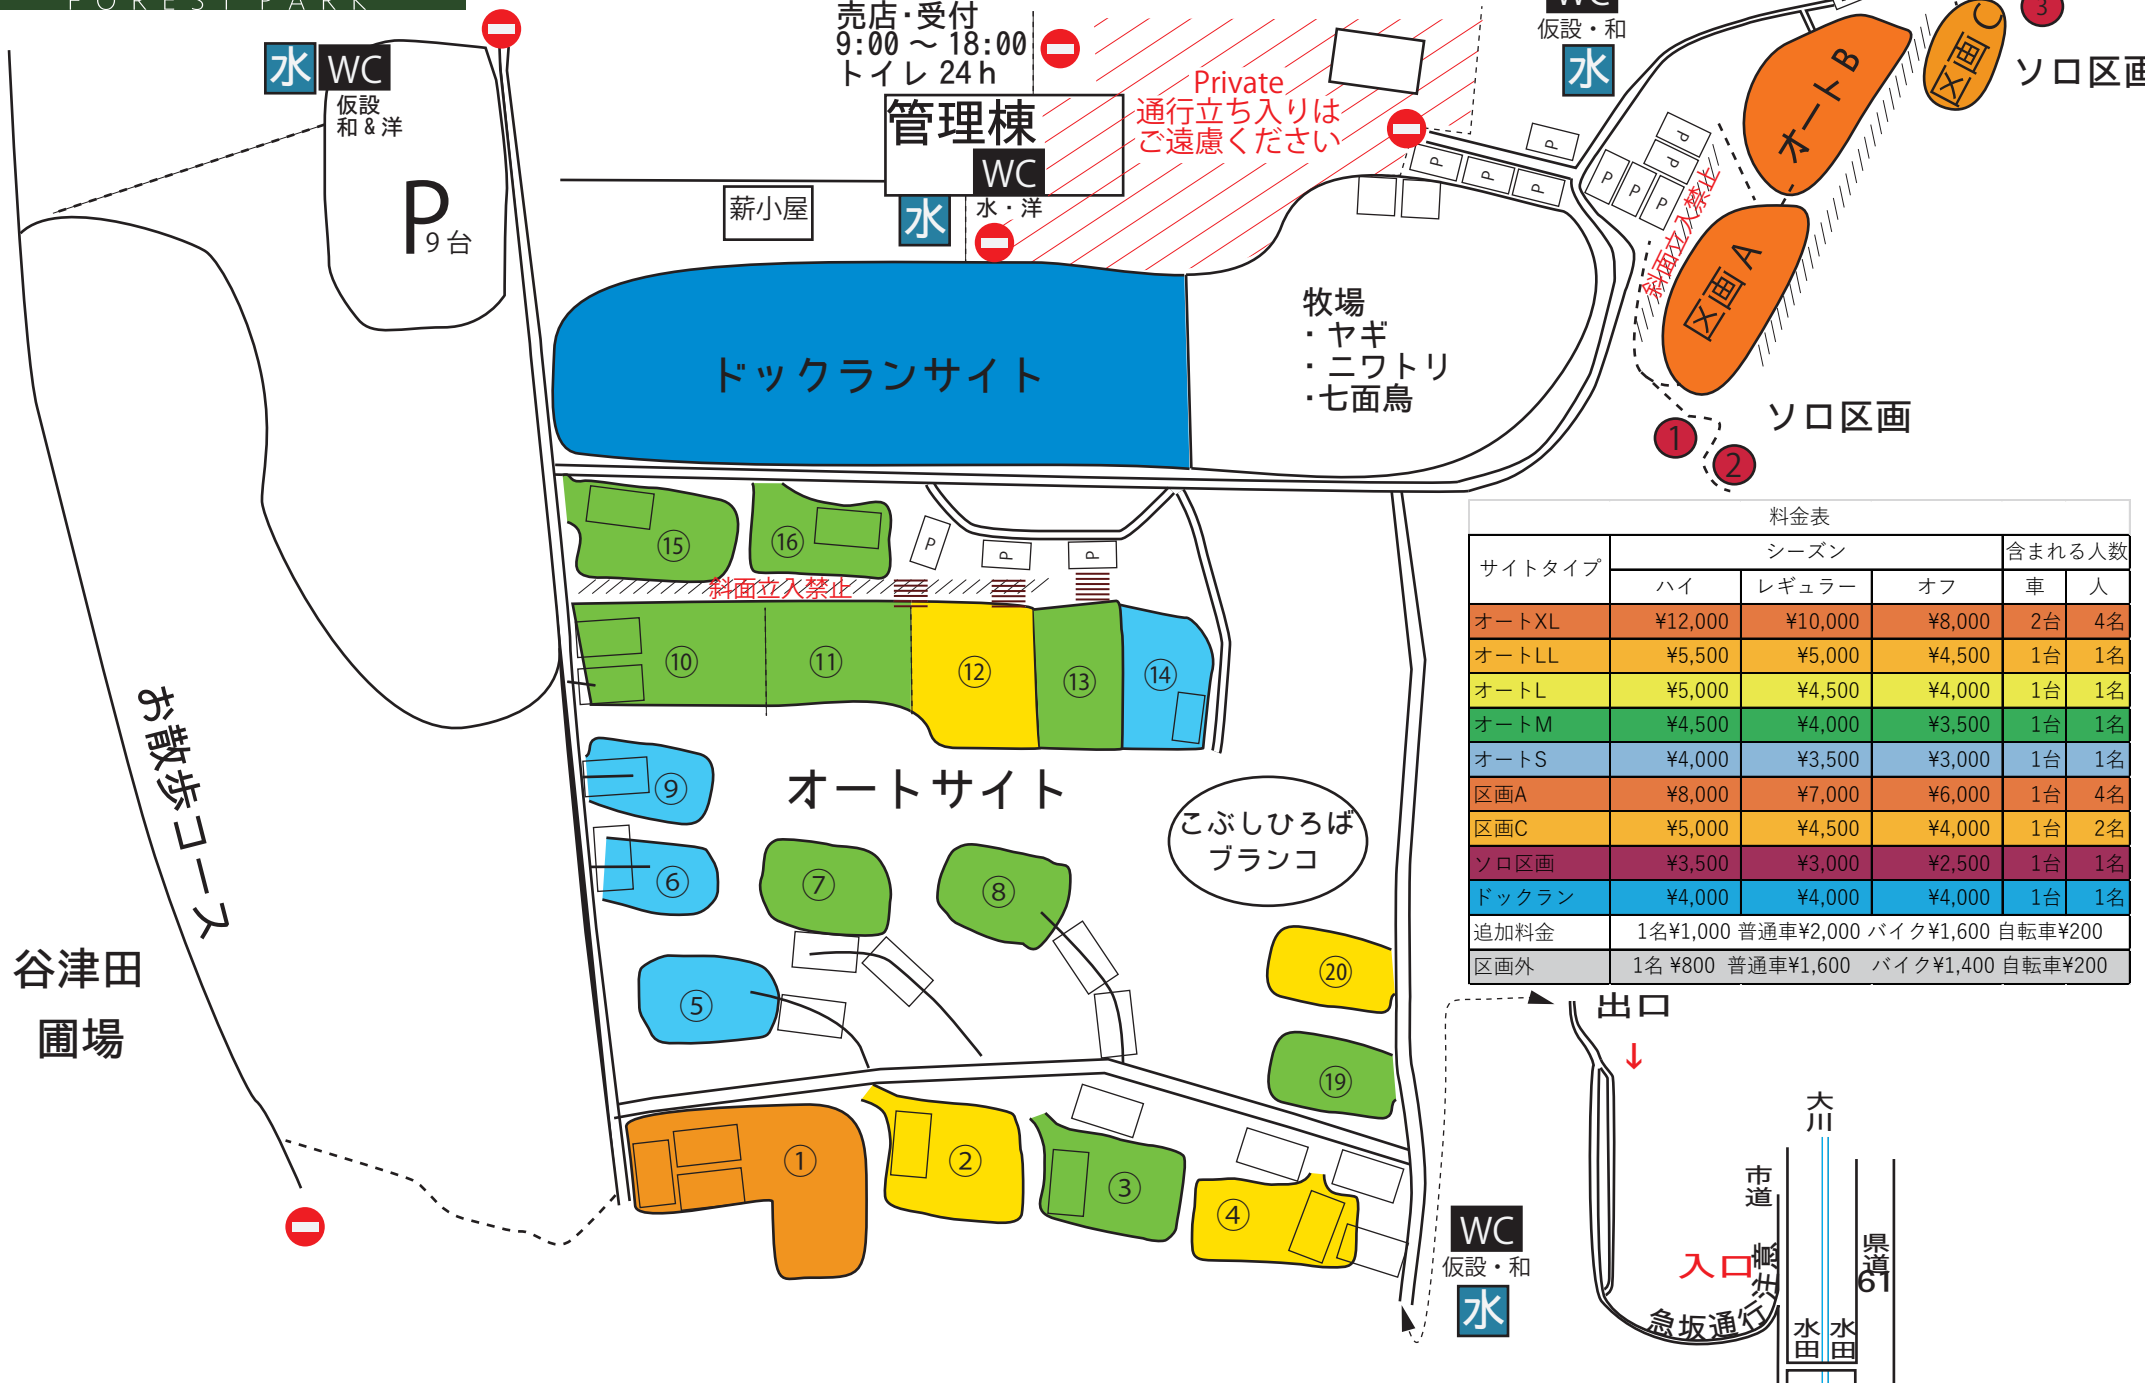 FOREST PARK
水
WC
仮設
和&洋
P
9台
売店・受付
9:00 ～ 18:00
トイレ 24h
管理棟
WC
水・洋
水
薪小屋
Private
通行立ち入りは
ご遠慮ください
WC
仮設・和
水
P
P
P
P
P
P
P
P
P
斜面立入禁止
オートB
区画C
3
ソロ区画
区画A
ソロ区画
1
2
ドックランサイト
牧場
・ヤギ
・ニワトリ
・七面鳥
⑮
⑯
P
P
P
斜面立入禁止
⑩
⑪
⑫
⑬
⑭
オートサイト
⑨
⑥
⑦
⑧
⑤
こぶしひろば
ブランコ
⑳
⑲
①
②
③
④
お散歩コース
谷津田
圃場
料金表
サイトタイプ シーズン 含まれる人数
ハイ レギュラー オフ 車 人
オートXL ¥12,000 ¥10,000 ¥8,000 2台 4名
オートLL ¥5,500 ¥5,000 ¥4,500 1台 1名
オートL ¥5,000 ¥4,500 ¥4,000 1台 1名
オートM ¥4,500 ¥4,000 ¥3,500 1台 1名
オートS ¥4,000 ¥3,500 ¥3,000 1台 1名
区画A ¥8,000 ¥7,000 ¥6,000 1台 4名
区画C ¥5,000 ¥4,500 ¥4,000 1台 2名
ソロ区画 ¥3,500 ¥3,000 ¥2,500 1台 1名
ドックラン ¥4,000 ¥4,000 ¥4,000 1台 1名
追加料金 1名¥1,000 普通車¥2,000 バイク¥1,600 自転車¥200
区画外 1名 ¥800 普通車¥1,600 バイク¥1,400 自転車¥200
出口
↓
WC
仮設・和
水
大川
市道
県道61
入口
急坂通行注意
水田
水田